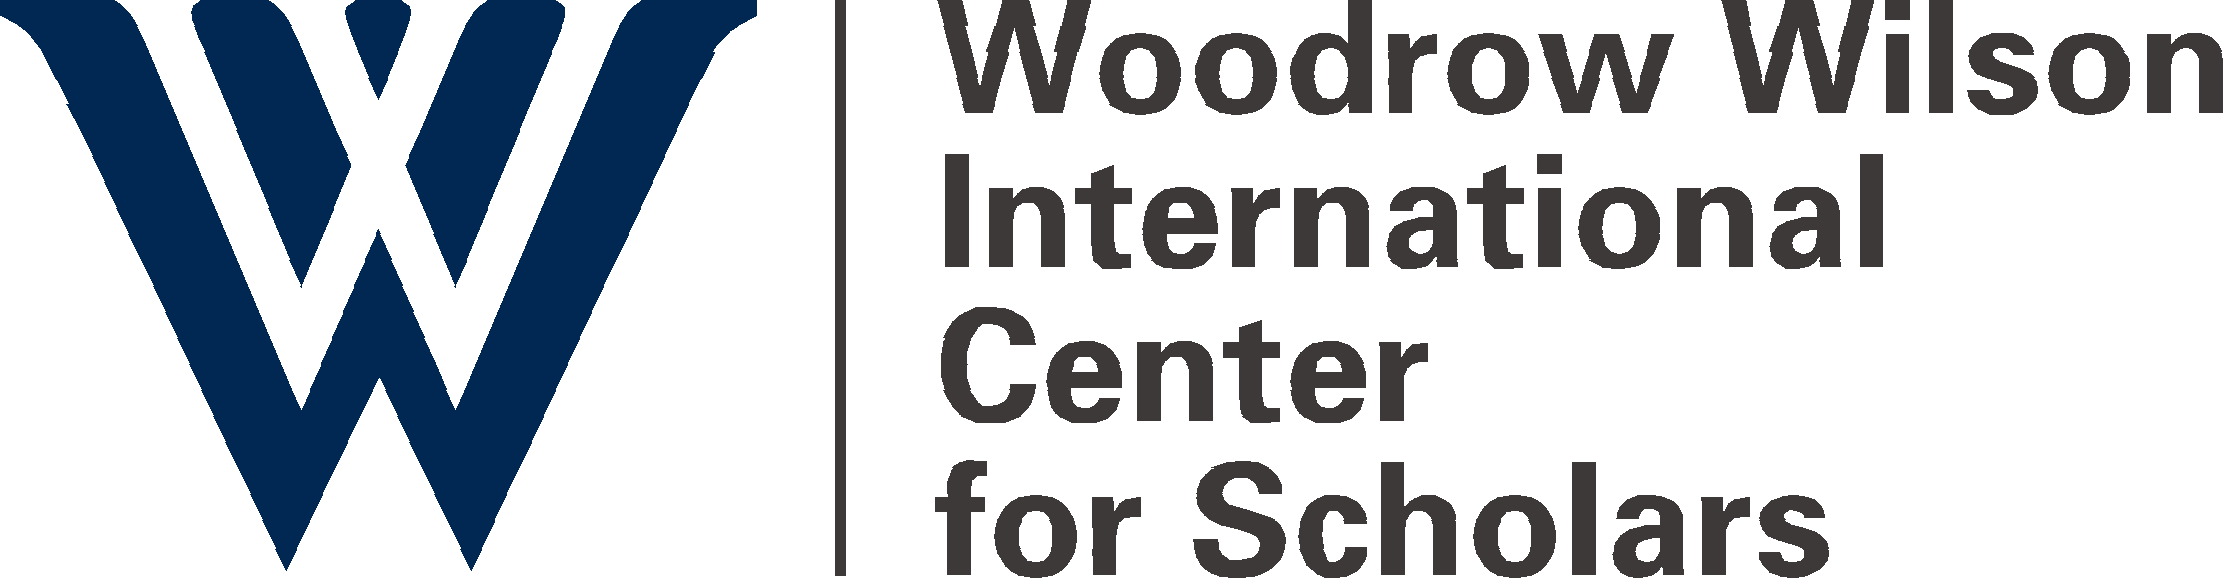 Woodrow Wilson
International
Center
for Scholars